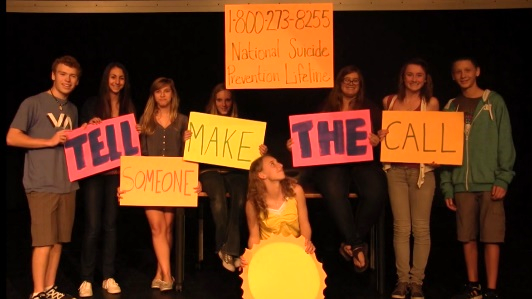 1-800-273-8255
National Suicide
Prevention Lifeline
TELL
SOMEONE
MAKE
THE
CALL